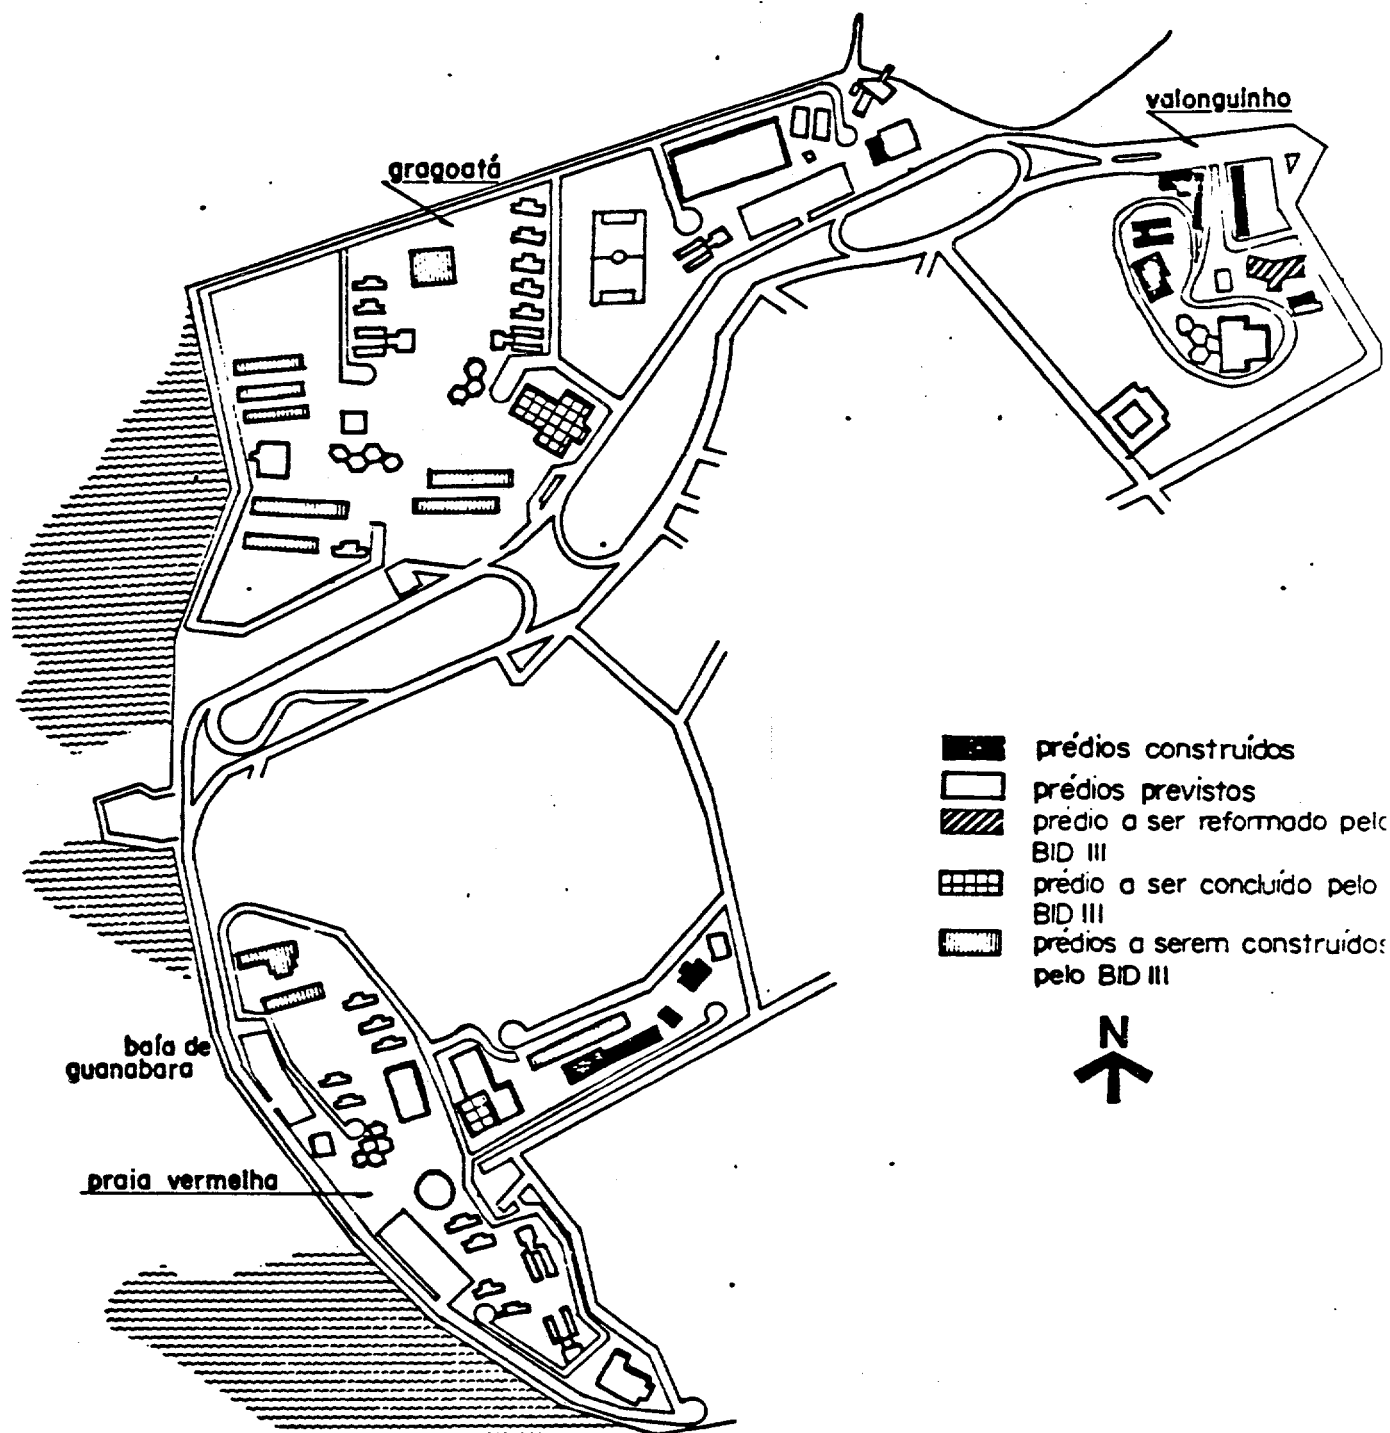 valonguinho
gragoatá
prédios construídos
prédios previstos
prédio a ser reformado pelo
BID III
prédio a ser concluído pelo
BID III
prédios a serem construídos
pelo BID III
N
baía de
guanabara
praia vermelha